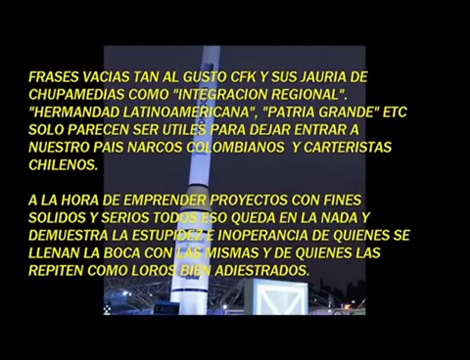 FRASES VACIAS TAN AL GUSTO CFK Y SUS JAURIA DE
CHUPAMEDIAS COMO "INTEGRACION REGIONAL".
"HERMANDAD LATINOAMERICANA", "PATRIA GRANDE" ETC
SOLO PARECEN SER UTILES PARA DEJAR ENTRAR A
NUESTRO PAIS NARCOS COLOMBIANOS Y CARTERISTAS
CHILENOS.
A LA HORA DE EMPRENDER PROYECTOS CON FINES
SOLIDOS Y SERIOS TODOS ESO QUEDA EN LA NADA Y
DEMUESTRA LA ESTUPIDEZ E INOPERANCIA DE QUIENES SE
LLENAN LA BOCA CON LAS MISMAS Y DE QUIENES LAS
REPITEN COMO LOROS BIEN ADIESTRADOS.